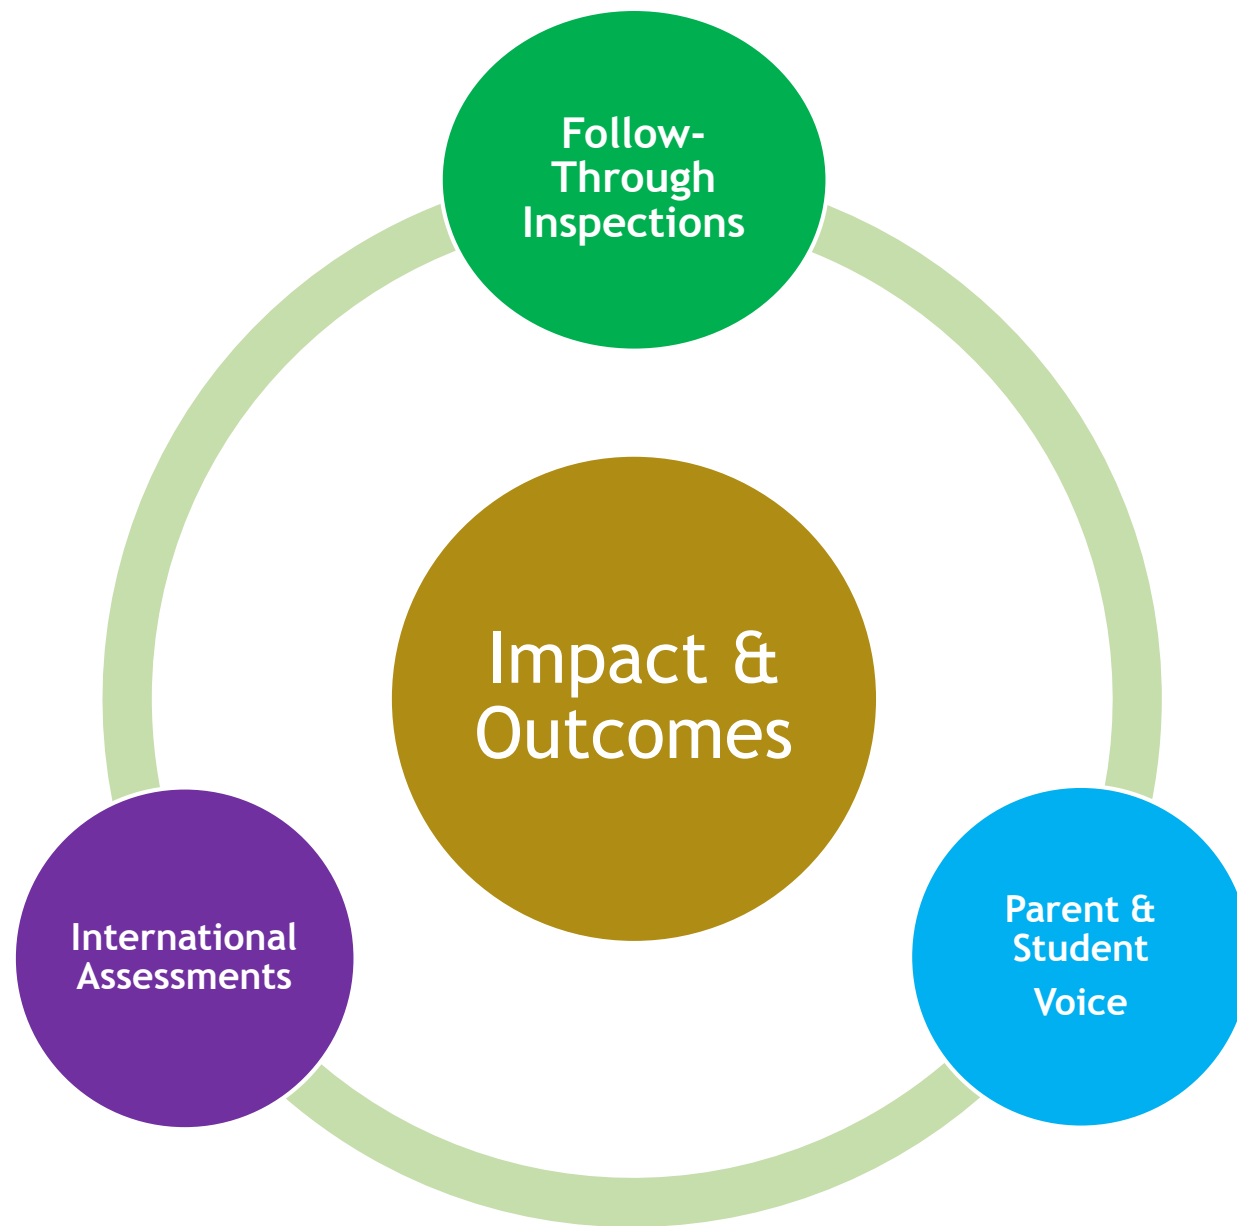 Follow-
Through
Inspections
Impact &
Outcomes
International
Assessments
Parent &
Student
Voice